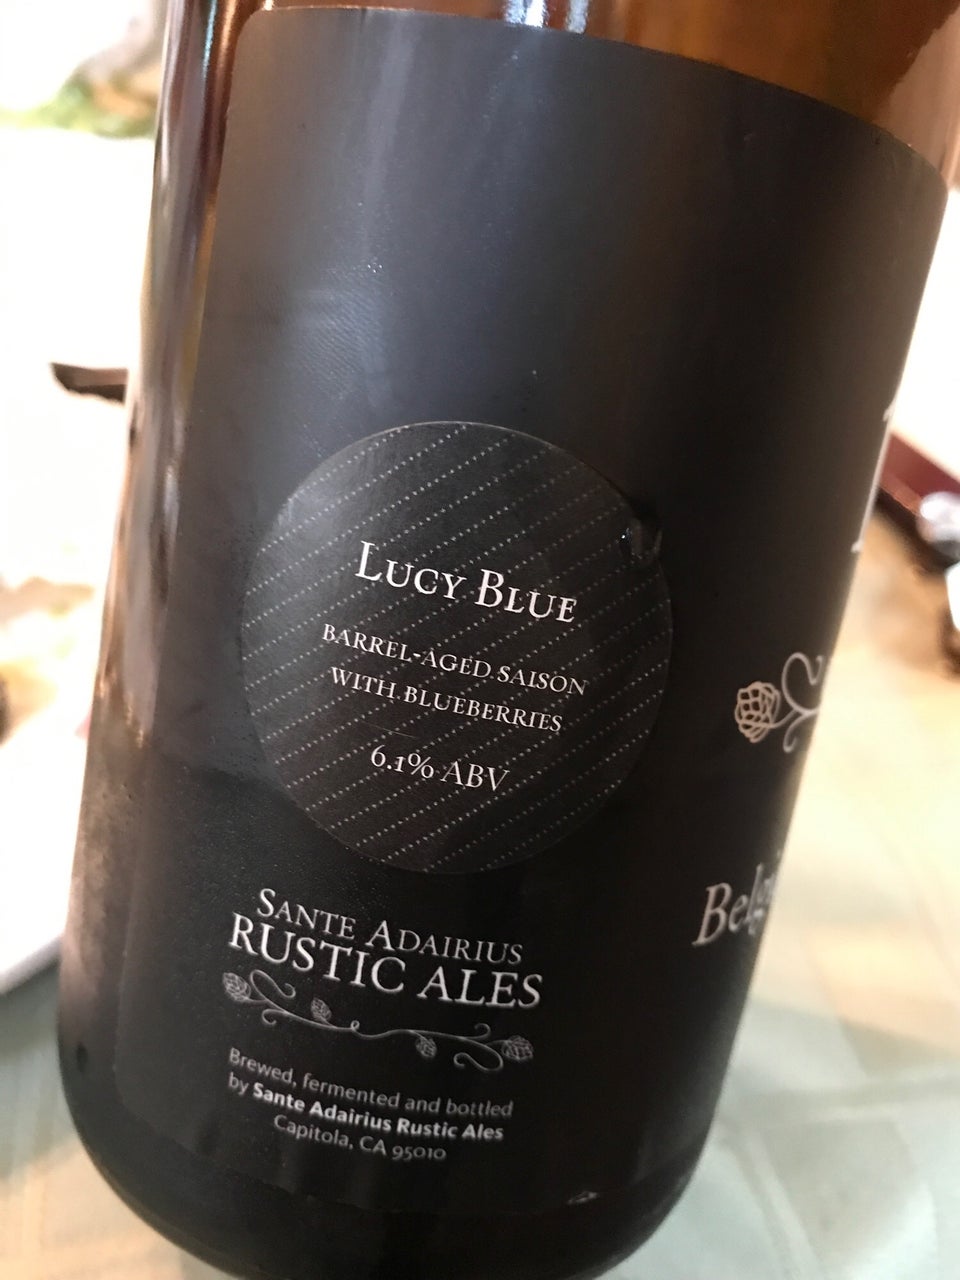 Lucy Blue
BARREL-AGED SAISON
WITH BLUEBERRIES
6.1% ABV
SANTE ADAIRIUS
RUSTIC ALES
Brewed, fermented and bottled
by Sante Adairius Rustic Ales
Capitola, CA 95010